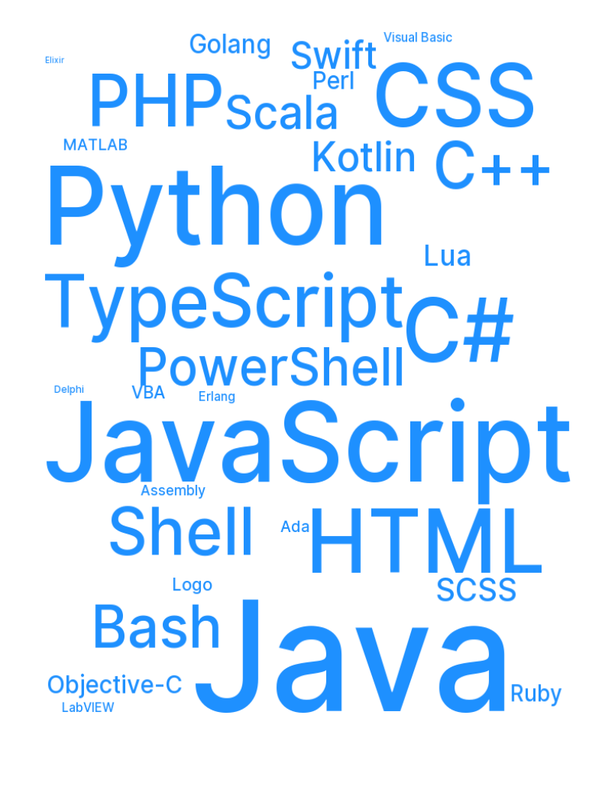 Visual Basic
Golang
Swift
Elixir
Perl
CSS
PHP
Scala
MATLAB
Kotlin
C++
Python
Lua
TypeScript
C#
PowerShell
Delphi
VBA
Erlang
JavaScript
Assembly
Shell
Ada
HTML
Logo
SCSS
Bash
Java
Objective-C
Ruby
LabVIEW